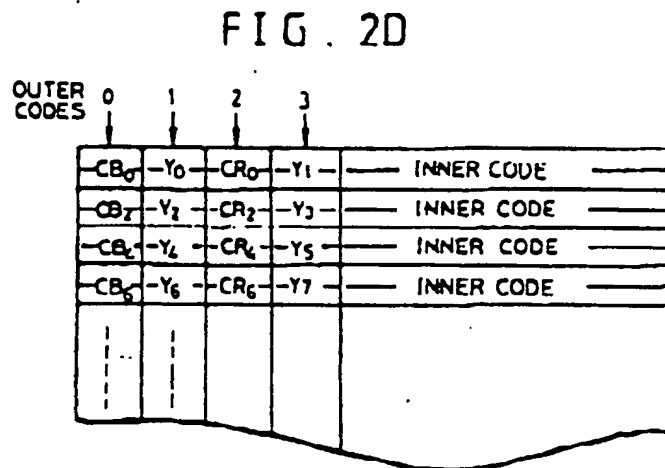 FIG. 2D
OUTER CODES 0 1 2 3
CB₀ Y₀ CR₀ Y₁ INNER CODE
CB₂ Y₂ CR₂ Y₃ INNER CODE
CB₄ Y₄ CR₄ Y₅ INNER CODE
CB₆ Y₆ CR₆ Y7 INNER CODE